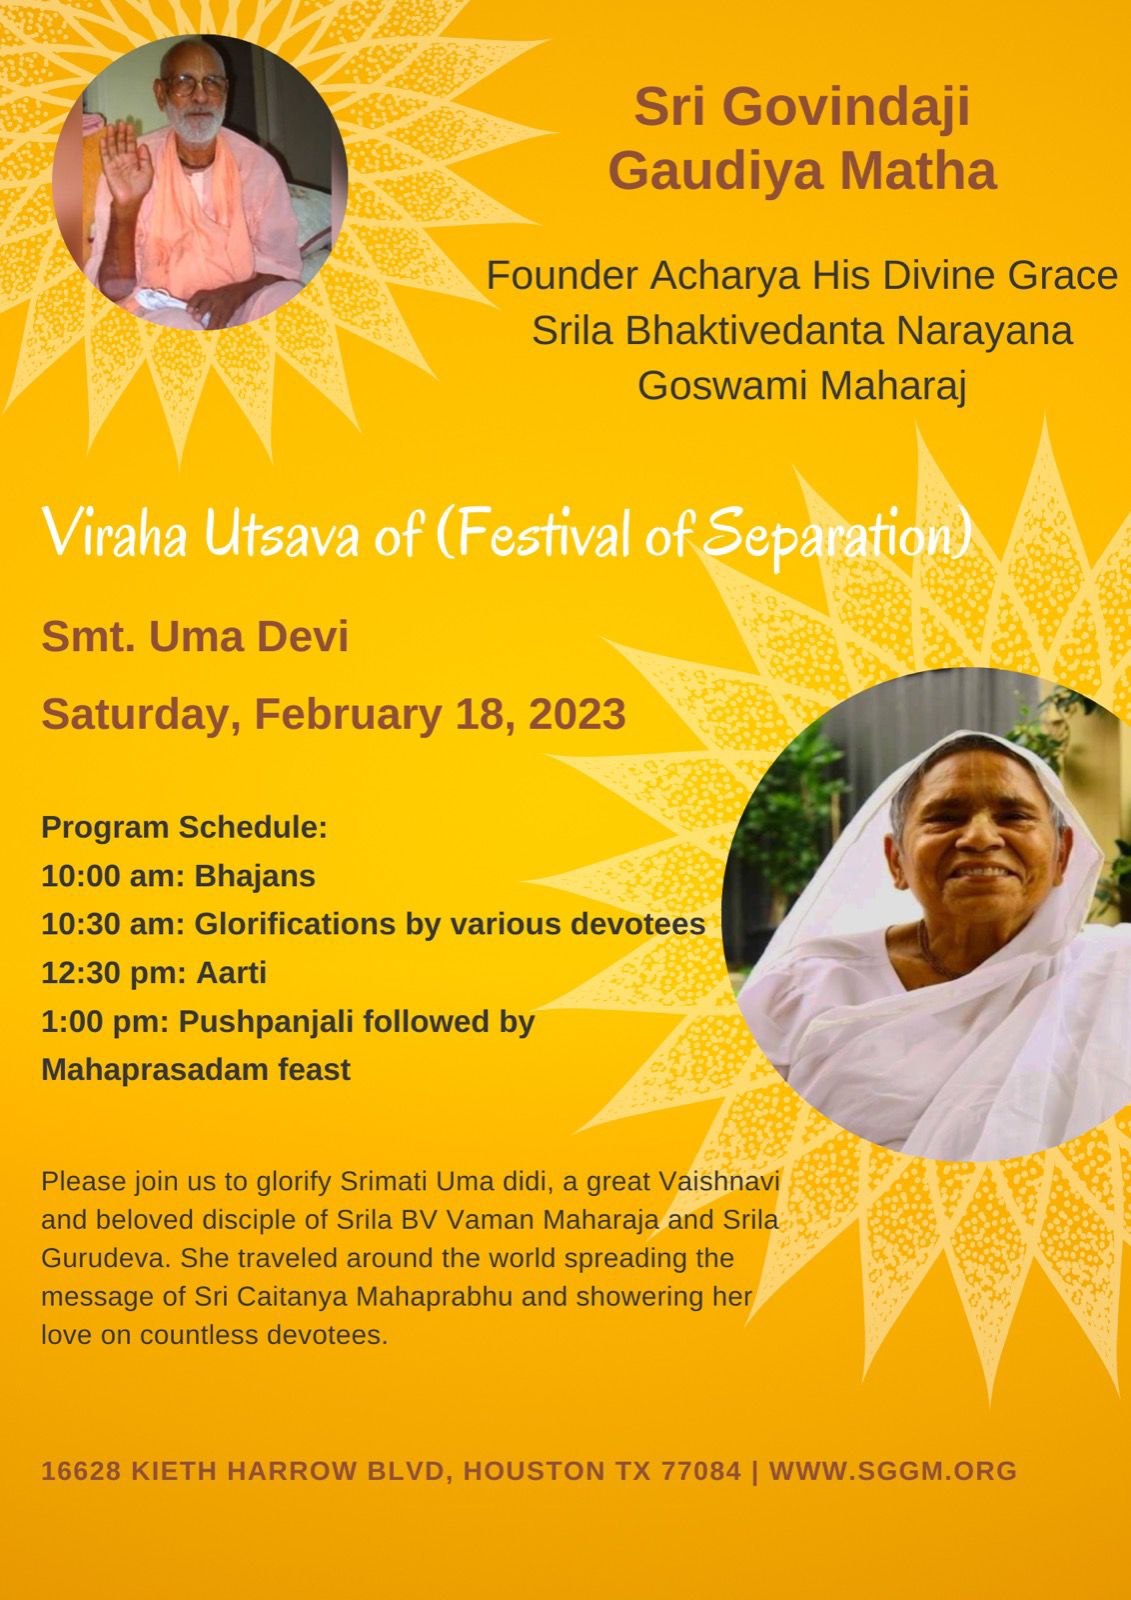 Sri Govindaji
Gaudiya Matha
Founder Acharya His Divine Grace
Srila Bhaktivedanta Narayana
Goswami Maharaj
Viraha Utsava of (Festival of Separation)
Smt. Uma Devi
Saturday, February 18, 2023
Program Schedule:
10:00 am: Bhajans
10:30 am: Glorifications by various devotees
12:30 pm: Aarti
1:00 pm: Pushpanjali followed by
Mahaprasadam feast
Please join us to glorify Srimati Uma didi, a great Vaishnavi
and beloved disciple of Srila BV Vaman Maharaja and Srila
Gurudeva. She traveled around the world spreading the
message of Sri Caitanya Mahaprabhu and showering her
love on countless devotees.
16628 KIETH HARROW BLVD, HOUSTON TX 77084 | WWW.SGGM.ORG